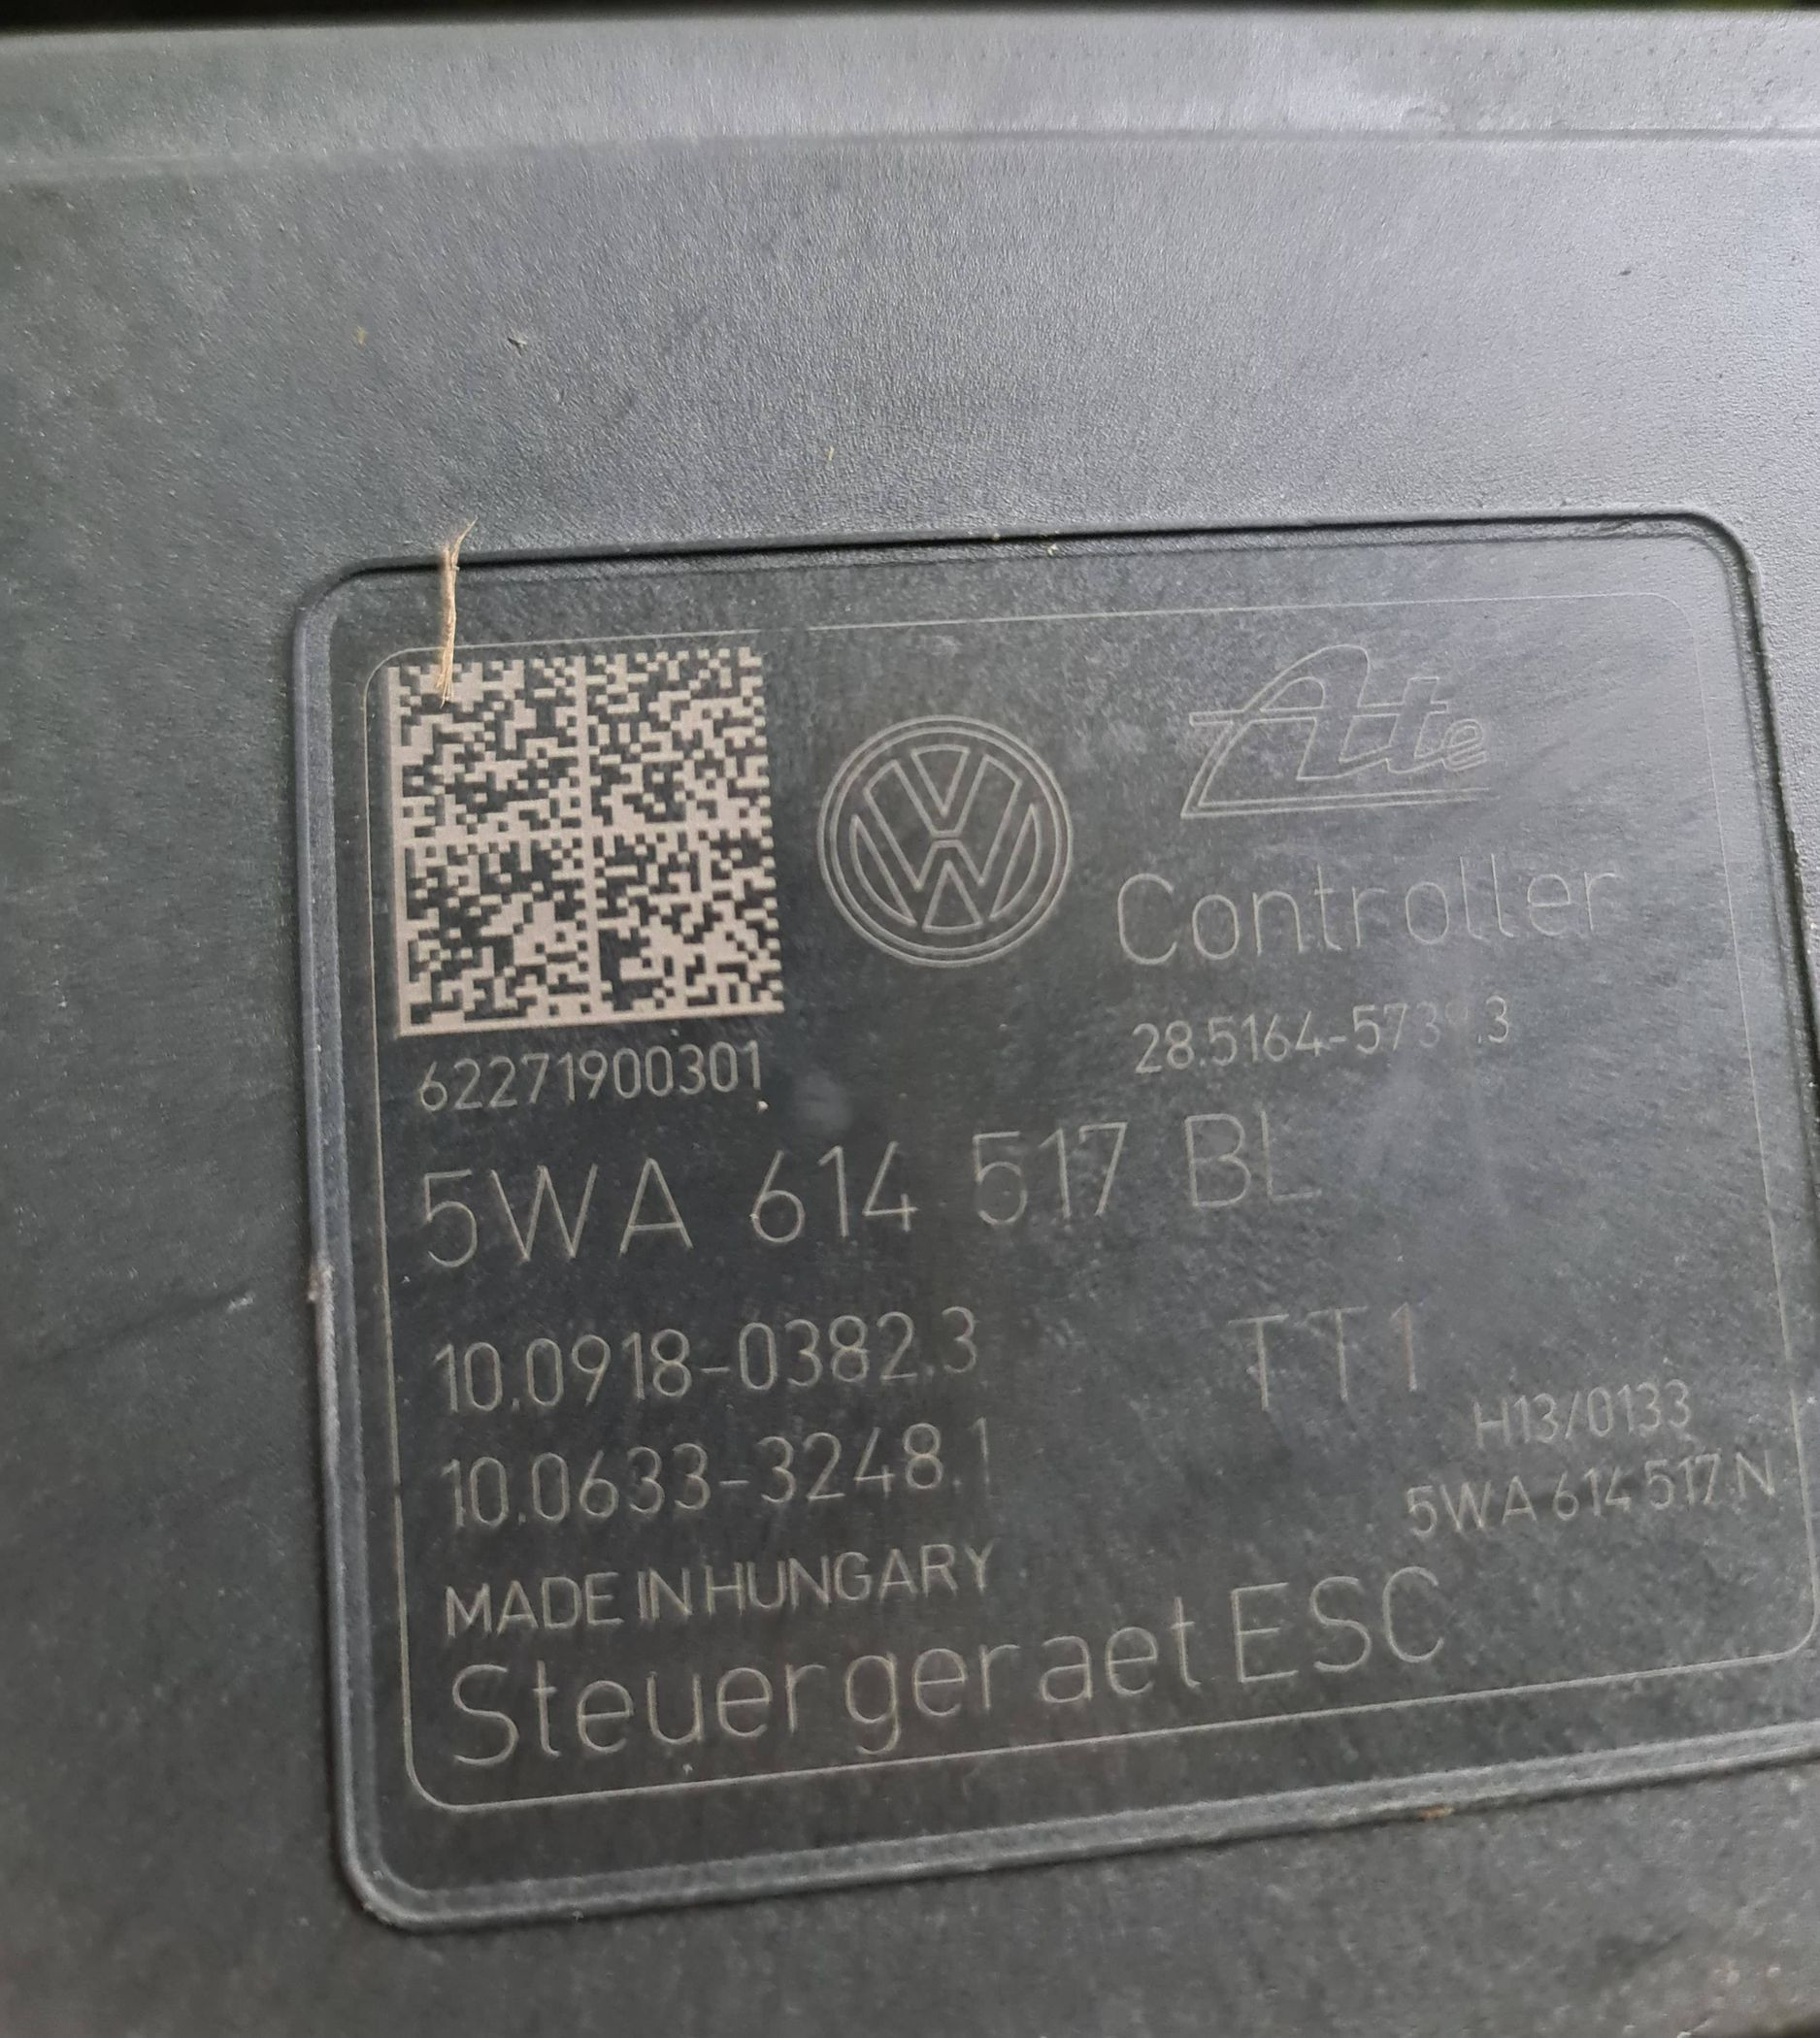 Ate
Controller
28.5164-573
62271900301
5WA 614 517 BL
10.0918-0382.3
TT1
H13/0133
10.0633-3248.1
5WA 614 517 N
MADE IN HUNGARY
Steuergeraet ESC